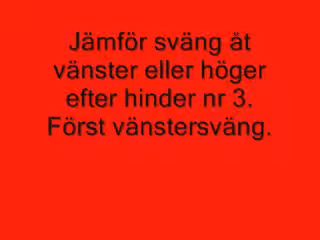 Jämför sväng åt
vänster eller höger
efter hinder nr 3.
Först vänstersväng.